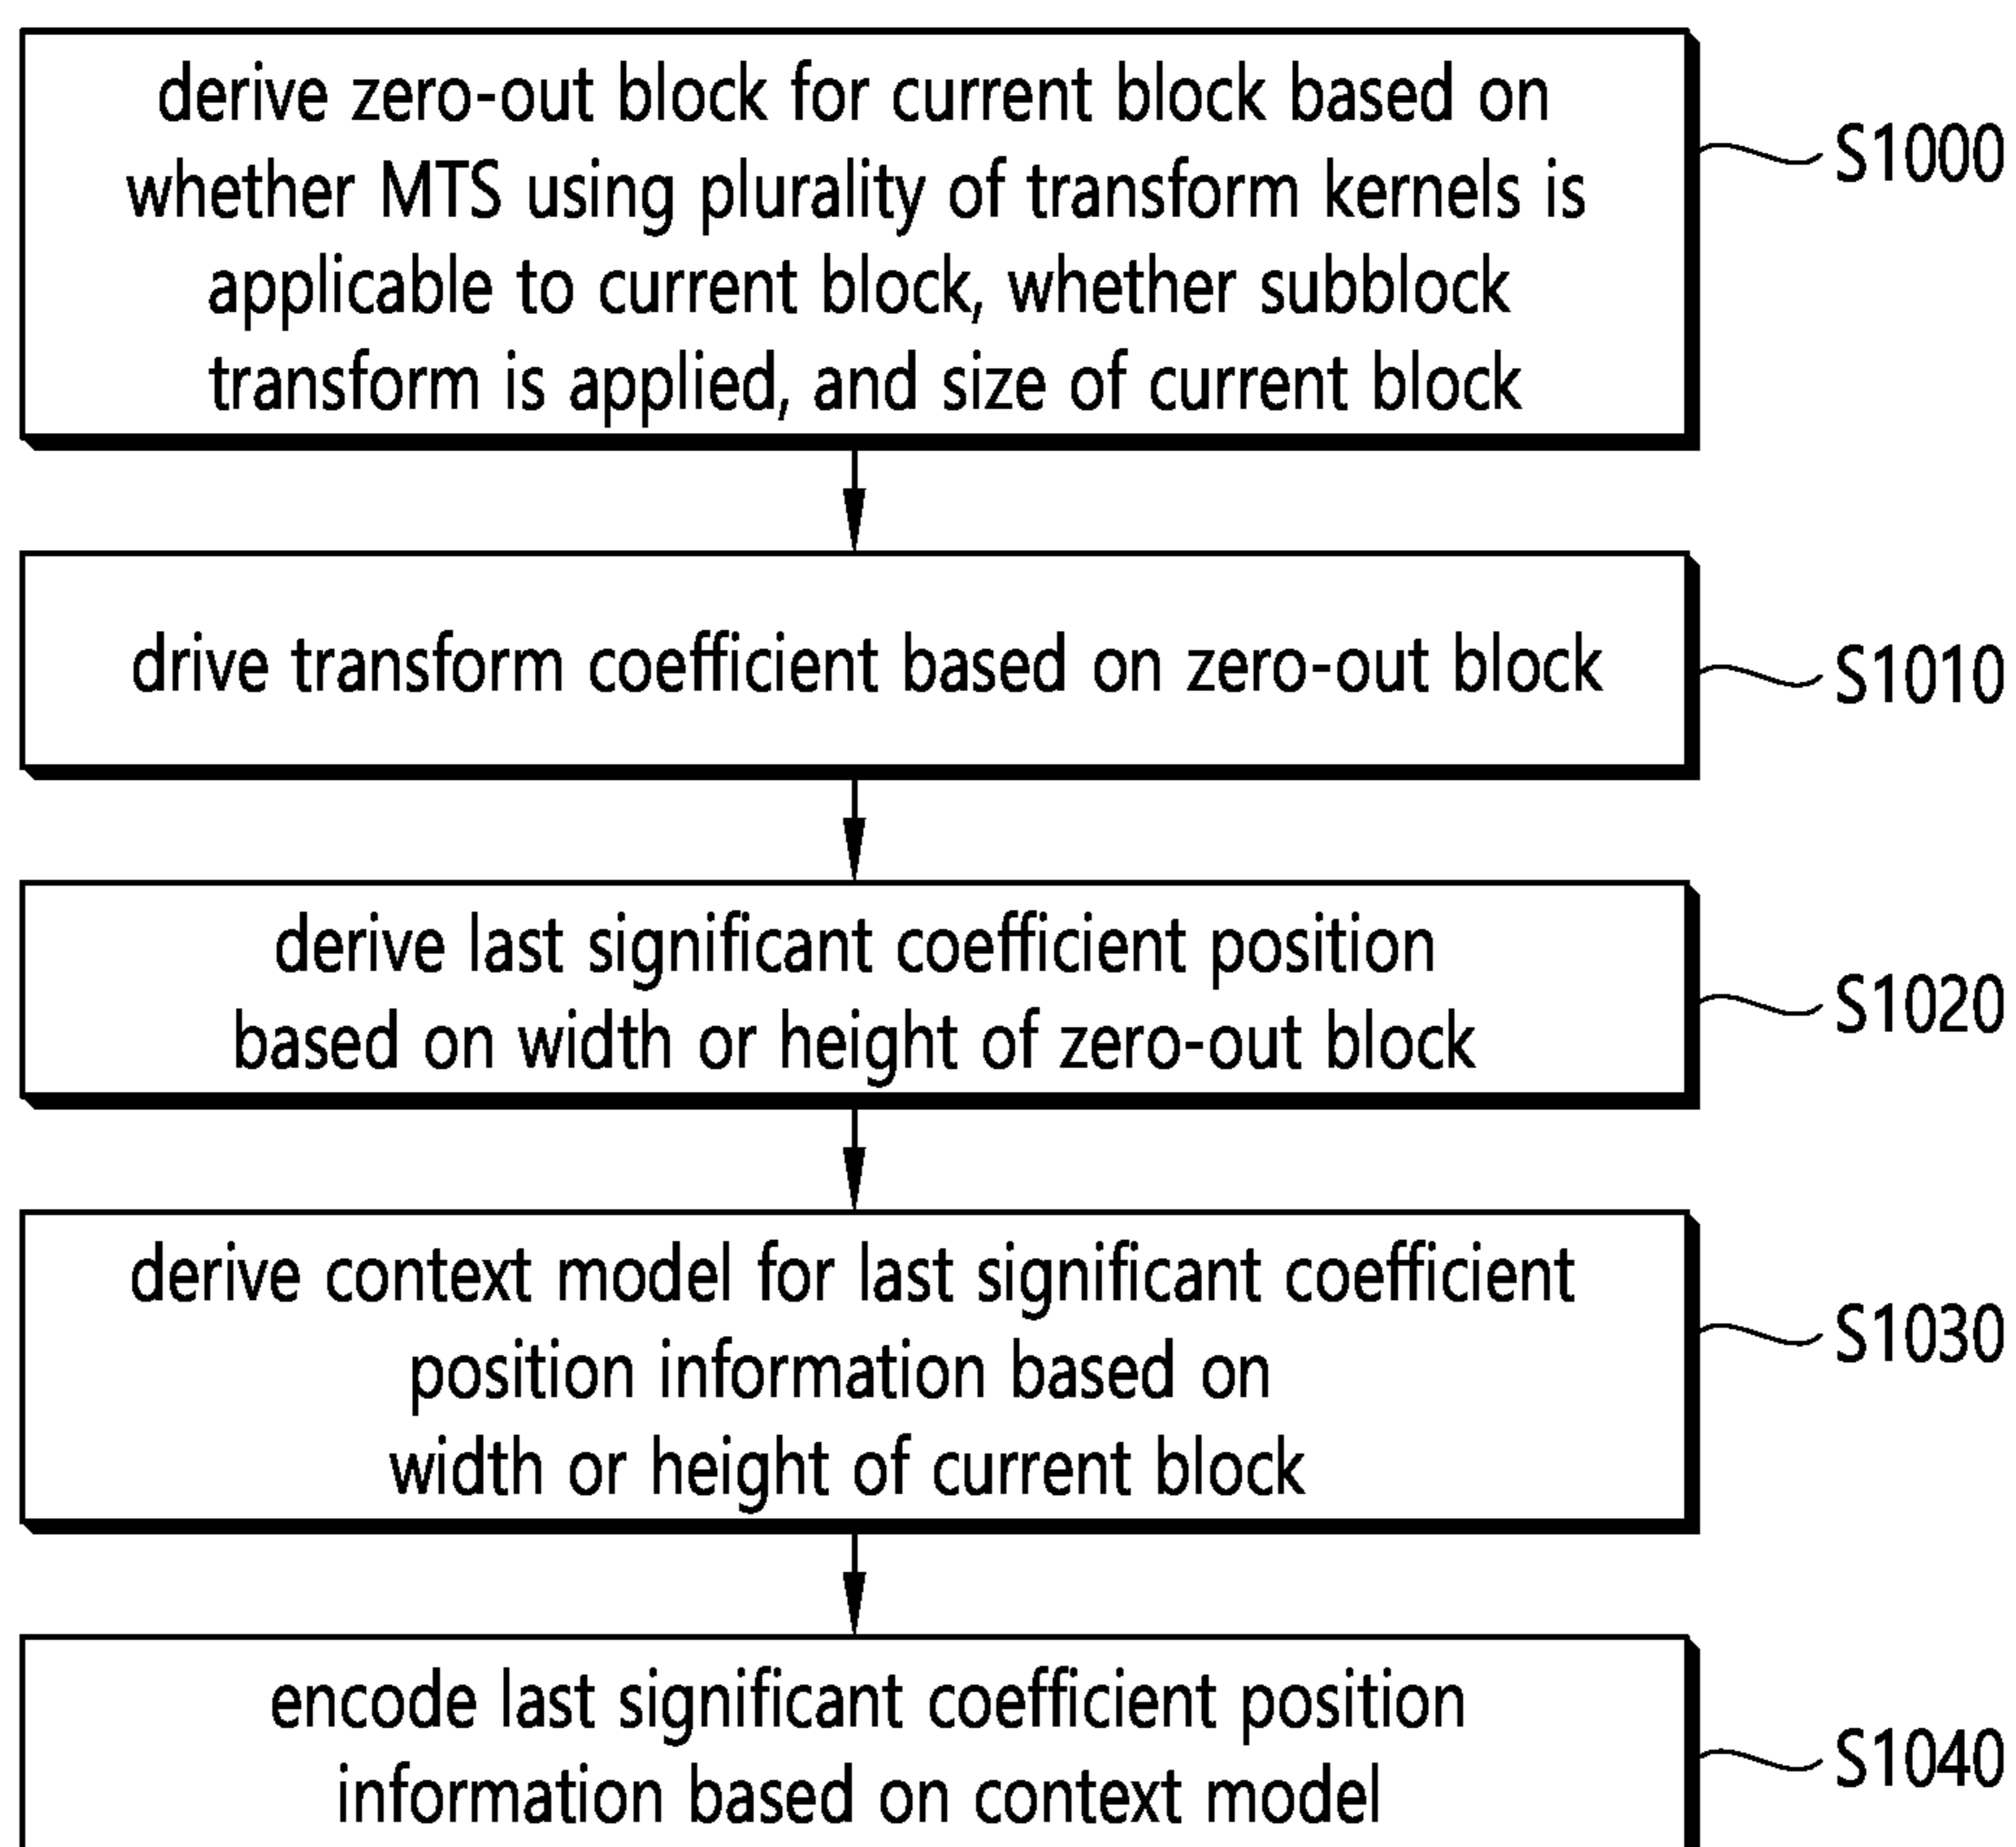 derive zero-out block for current block based on
whether MTS using plurality of transform kernels is
applicable to current block, whether subblock
transform is applied, and size of current block
S1000
drive transform coefficient based on zero-out block
S1010
derive last significant coefficient position
based on width or height of zero-out block
S1020
derive context model for last significant coefficient
position information based on
width or height of current block
S1030
encode last significant coefficient position
information based on context model
S1040